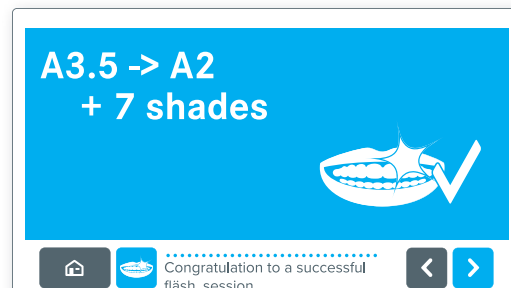 A3.5 -> A2
+ 7 shades
Congratulation to a successful
fläsh session